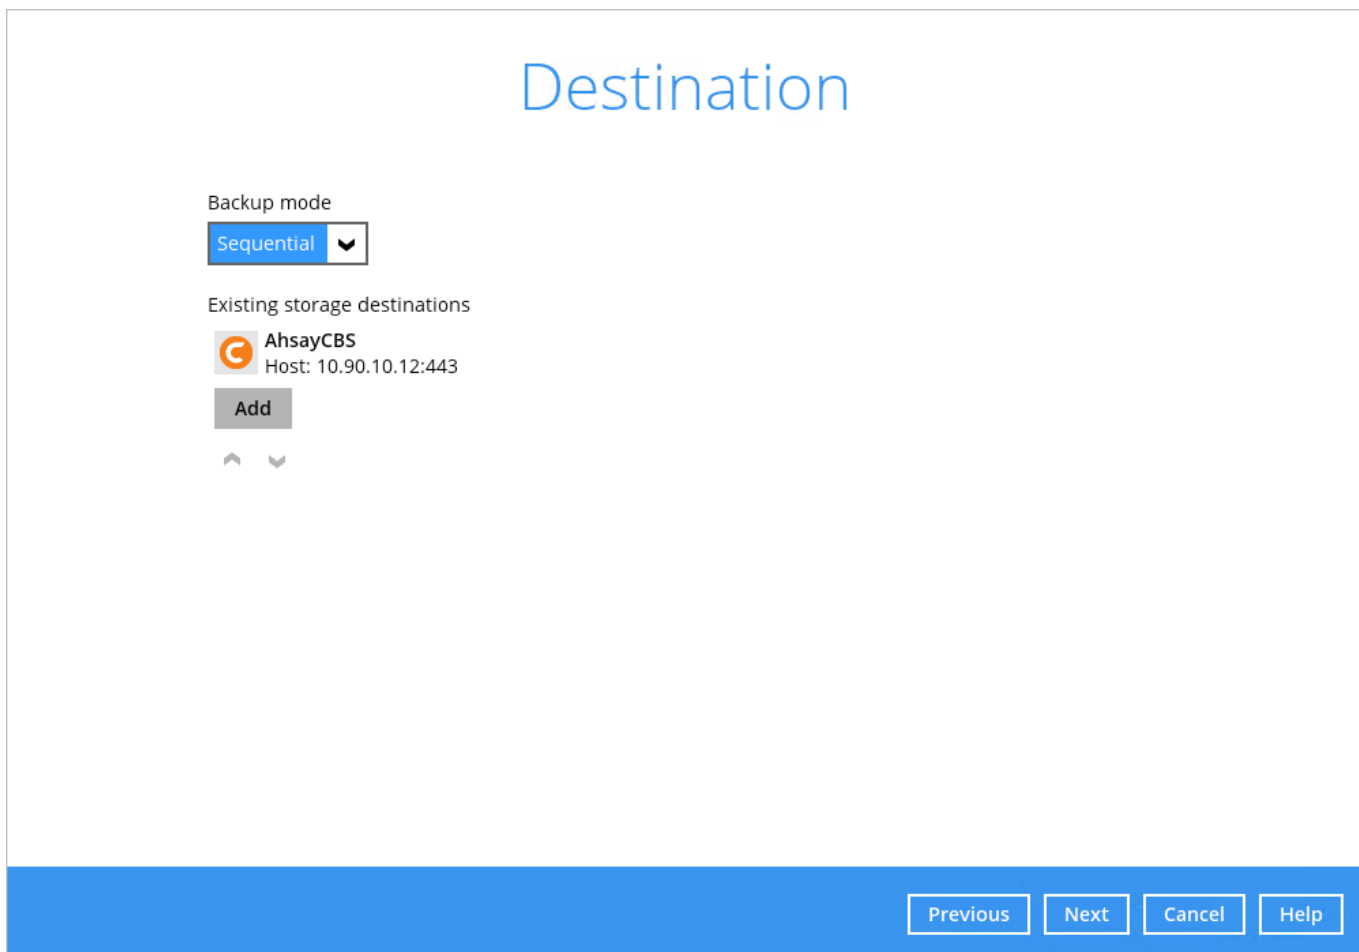 Destination
Backup mode
Sequential
Existing storage destinations
AhsayCBS
Host: 10.90.10.12:443
Add
Previous Next Cancel Help